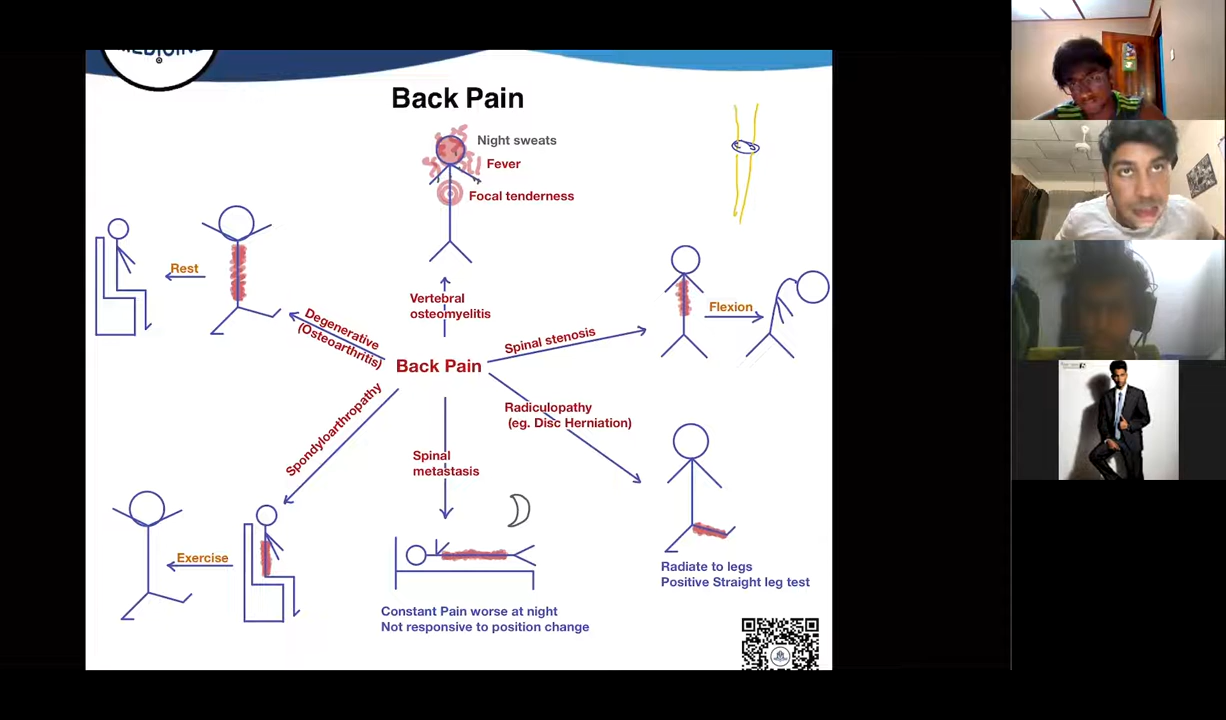 MEDICINE
Back Pain
Night sweats
Fever
Focal tenderness
Rest
Degenerative
(Osteoarthritis)
Vertebral
osteomyelitis
Spinal stenosis
Flexion
Back Pain
Radiculopathy
(eg. Disc Herniation)
Spondyloarthropathy
Spinal
metastasis
Exercise
Radiate to legs
Positive Straight leg test
Constant Pain worse at night
Not responsive to position change